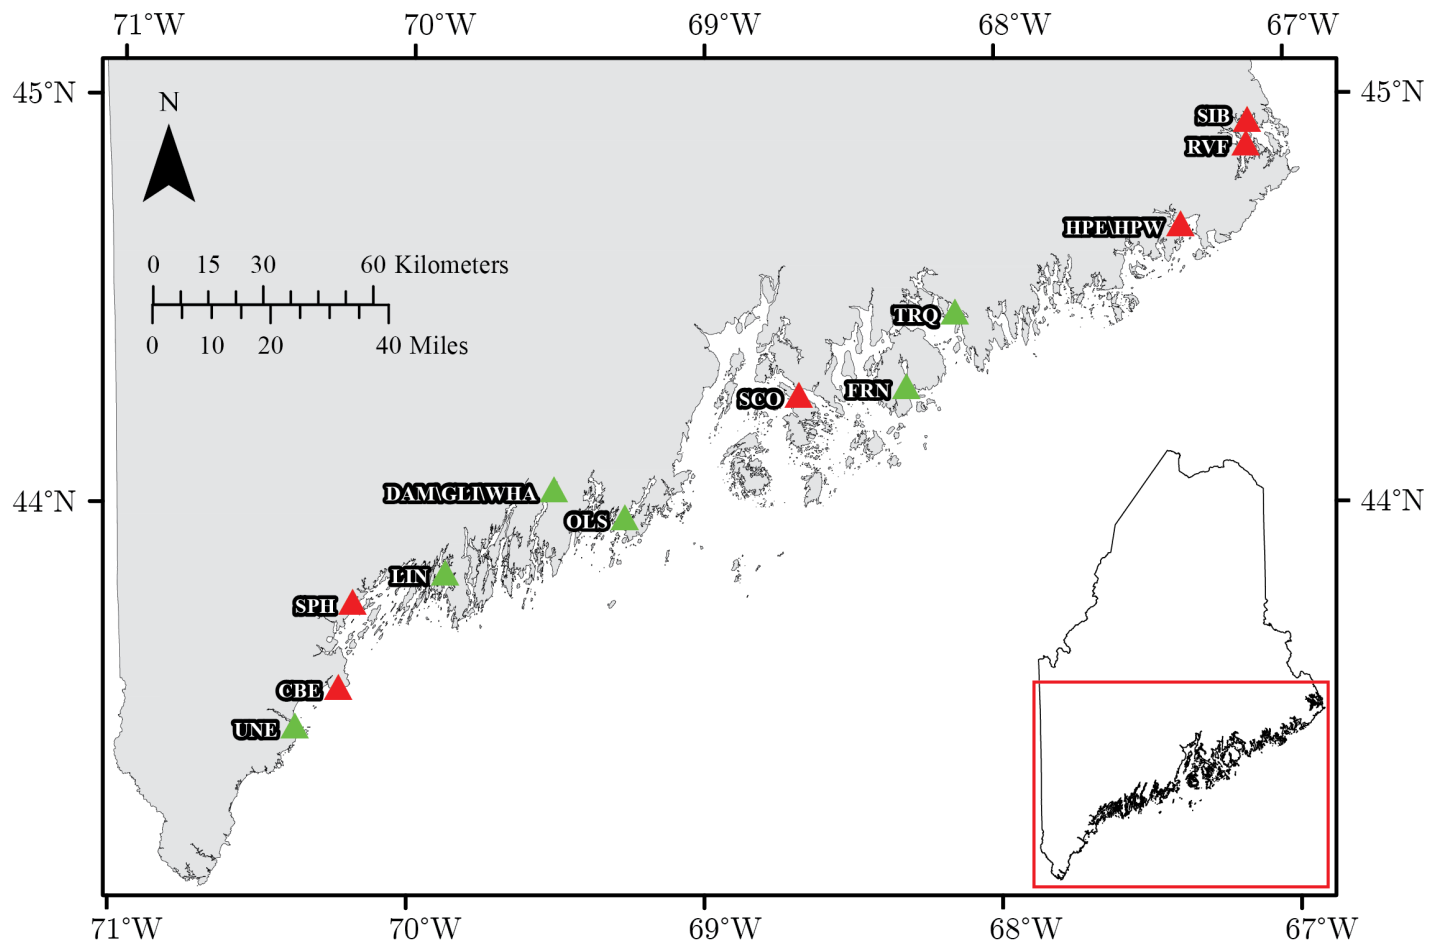 71°W 70°W 69°W 68°W 67°W
45°N 45°N
N
SIB
RVF
HPE\HPW
0 15 30 60 Kilometers
TRQ
0 10 20 40 Miles
FRN
SCO
DAM\GLI\WHA
44°N 44°N
OLS
LIN
SPH
CBE
UNE
71°W 70°W 69°W 68°W 67°W